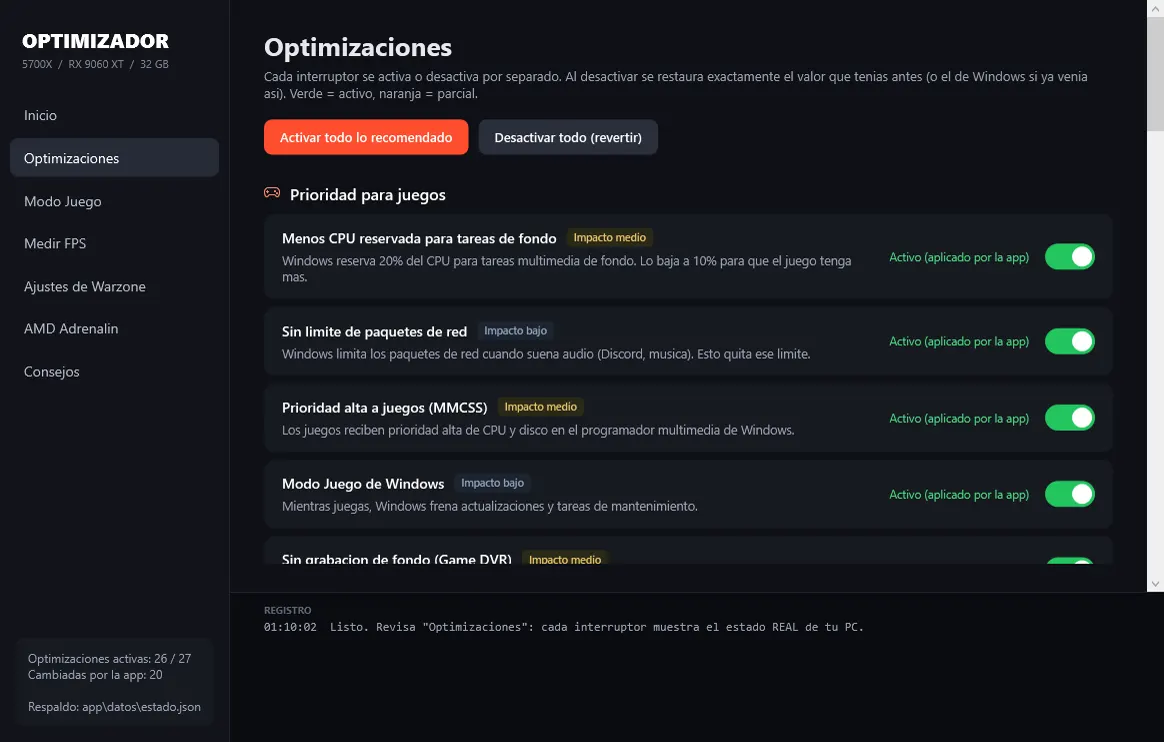 OPTIMIZADOR
5700X / RX 9060 XT / 32 GB
Inicio
Optimizaciones
Modo Juego
Medir FPS
Ajustes de Warzone
AMD Adrenalin
Consejos
Optimizaciones activas: 26 / 27
Cambiadas por la app: 20
Respaldo: app\datos\estado.json
Optimizaciones
Cada interruptor se activa o desactiva por separado. Al desactivar se restaura exactamente el valor que tenias antes (o el de Windows si ya venia
asi). Verde = activo, naranja = parcial.
Activar todo lo recomendado
Desactivar todo (revertir)
Prioridad para juegos
Menos CPU reservada para tareas de fondo Impacto medio
Windows reserva 20% del CPU para tareas multimedia de fondo. Lo baja a 10% para que el juego tenga
mas.
Activo (aplicado por la app)
Sin limite de paquetes de red Impacto bajo
Windows limita los paquetes de red cuando suena audio (Discord, musica). Esto quita ese limite.
Activo (aplicado por la app)
Prioridad alta a juegos (MMCSS) Impacto medio
Los juegos reciben prioridad alta de CPU y disco en el programador multimedia de Windows.
Activo (aplicado por la app)
Modo Juego de Windows Impacto bajo
Mientras juegas, Windows frena actualizaciones y tareas de mantenimiento.
Activo (aplicado por la app)
Sin grabacion de fondo (Game DVR) Impacto medio
REGISTRO
01:10:02 Listo. Revisa "Optimizaciones": cada interruptor muestra el estado REAL de tu PC.